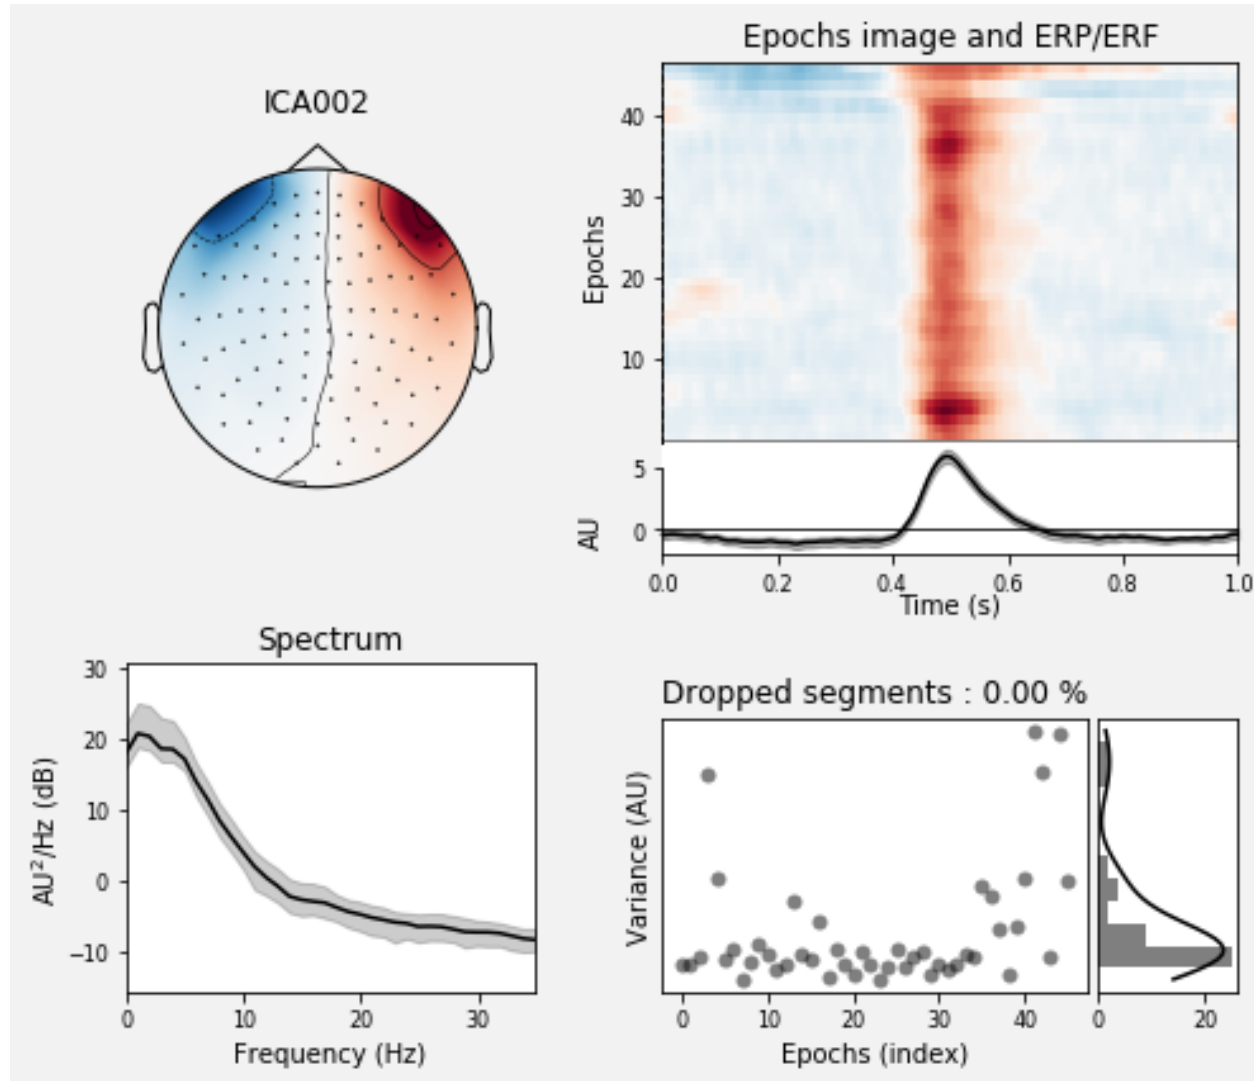 ICA002
Epochs image and ERP/ERF
Epochs
40
30
20
10
AU
5
0
0.0 0.2 0.4 0.6 0.8 1.0
Time (s)
Spectrum
AU²/Hz (dB)
30
20
10
0
−10
0 10 20 30
Frequency (Hz)
Dropped segments : 0.00 %
Variance (AU)
0 10 20 30 40
Epochs (index)
0 20